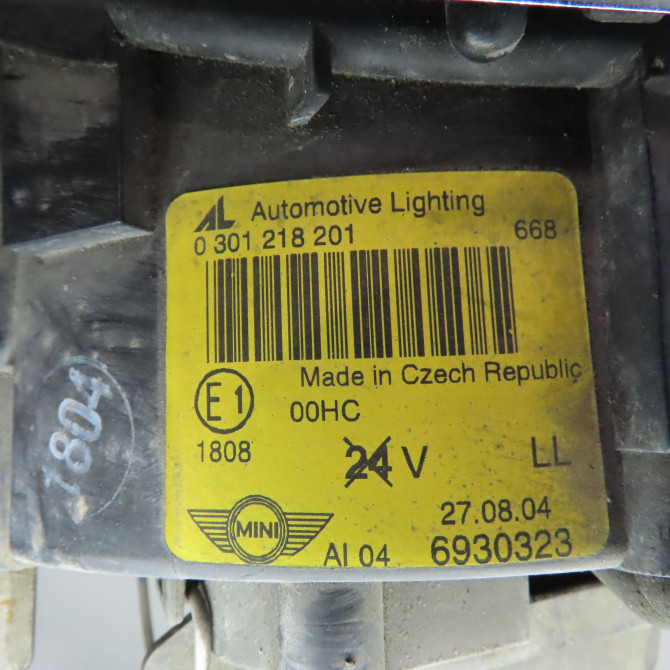 AL Automotive Lighting
0 301 218 201 668
Made in Czech Republic
E1 00HC
1808 24 V LL
27.08.04
MINI AI 04 6930323
1804